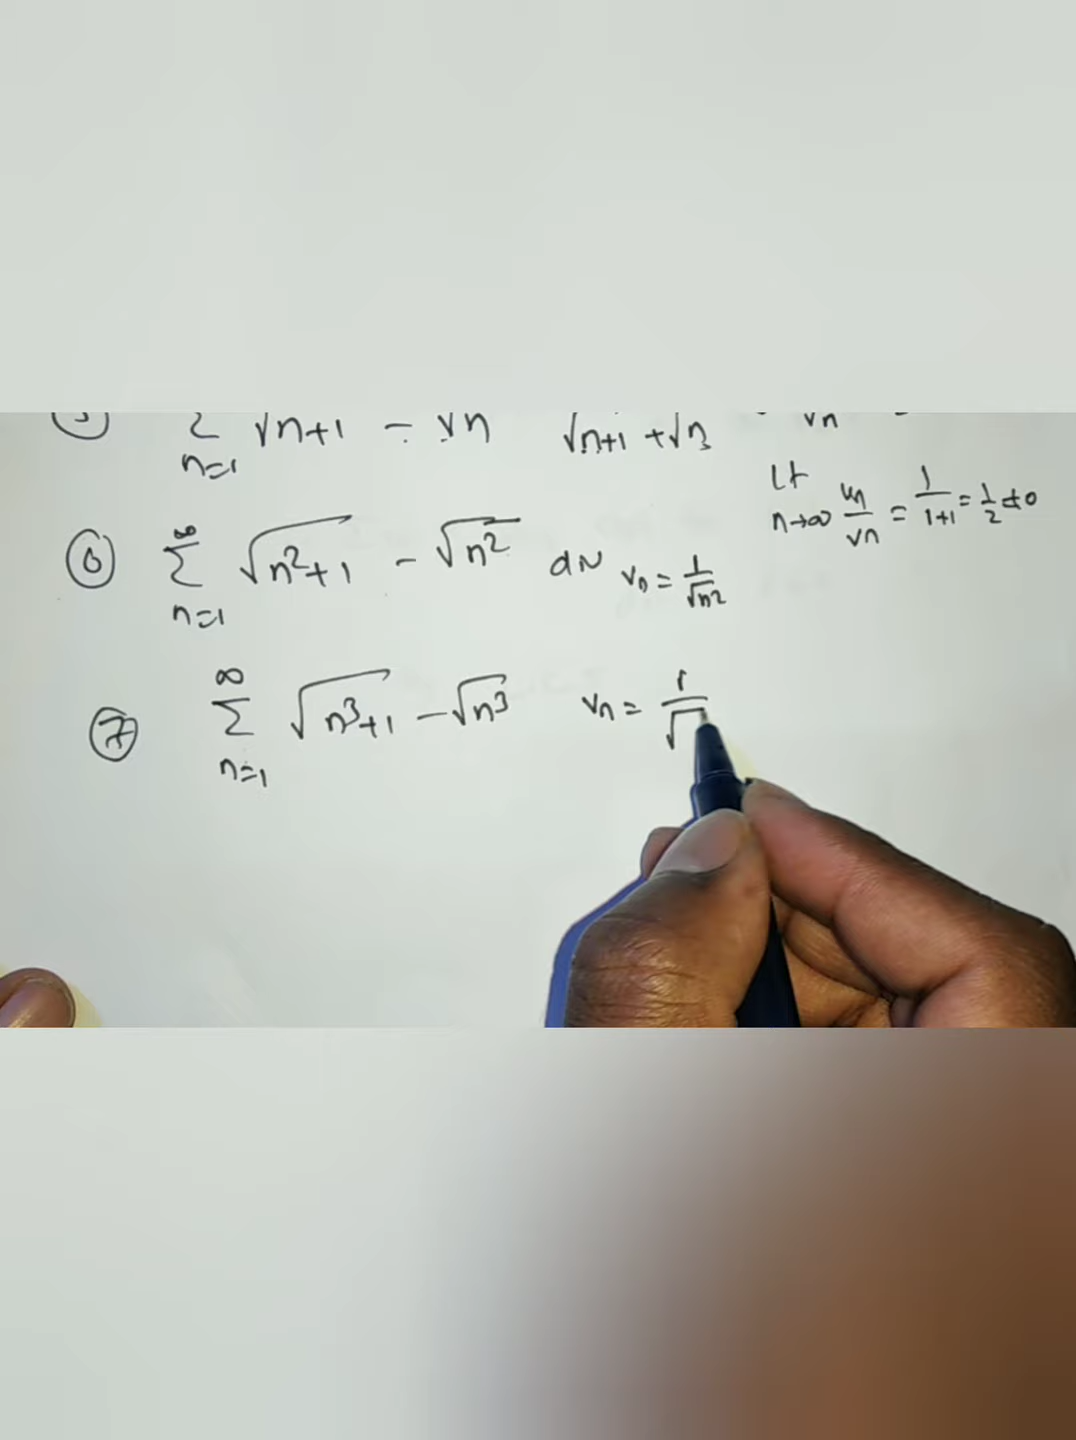 ∑ n=1 √n+1 - √n √n+1 + √n √n
Lt n→∞ un/vn = 1/1+1 = 1/2 ≠ 0
⑥ ∞ ∑ n=1 √n²+1 - √n² dN vn = 1/√n²
⑦ ∞ ∑ n=1 √n³+1 - √n³ vn = 1/√